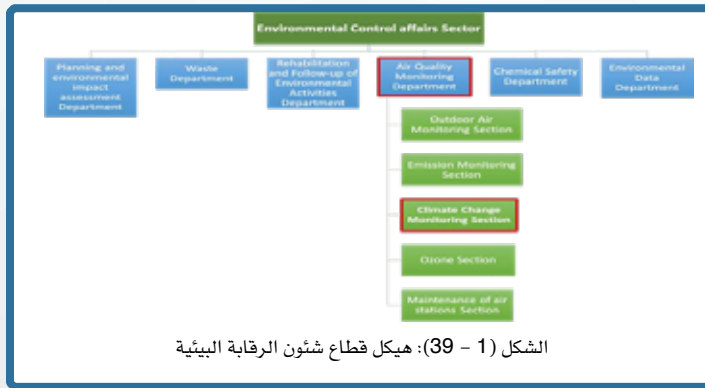 Environmental Control affairs Sector
Planning and
environmental
impact
assessment
Department
Waste
Department
Rehabilitation
and Follow-up of
Environmental
Activities
Department
Air Quality
Monitoring
Department
Chemical Safety
Department
Environmental
Data
Department
Outdoor Air
Monitoring Section
Emission Monitoring
Section
Climate Change
Monitoring Section
Ozone Section
Maintenance of air
stations Section
الشكل (1 - 39): هيكل قطاع شئون الرقابة البيئية